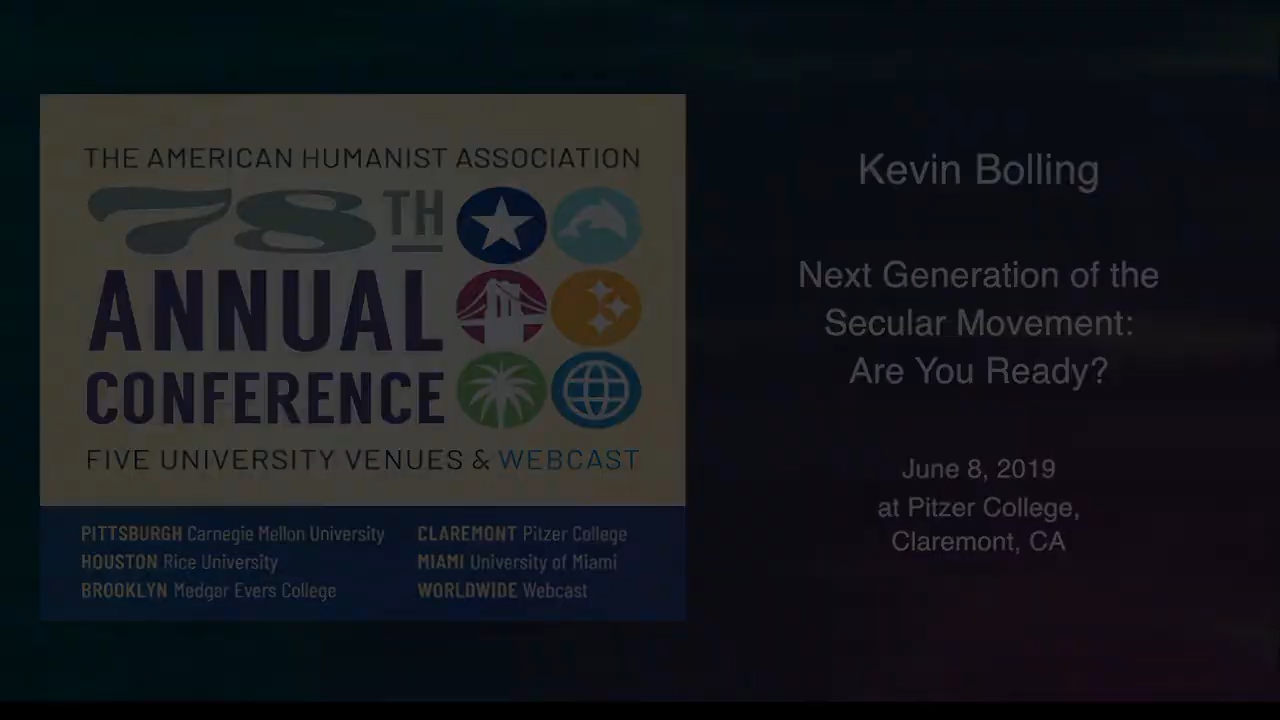 THE AMERICAN HUMANIST ASSOCIATION
78TH
ANNUAL
CONFERENCE
FIVE UNIVERSITY VENUES & WEBCAST
PITTSBURGH Carnegie Mellon University
HOUSTON Rice University
BROOKLYN Medgar Evers College
CLAREMONT Pitzer College
MIAMI University of Miami
WORLDWIDE Webcast
Kevin Bolling
Next Generation of the
Secular Movement:
Are You Ready?
June 8, 2019
at Pitzer College,
Claremont, CA